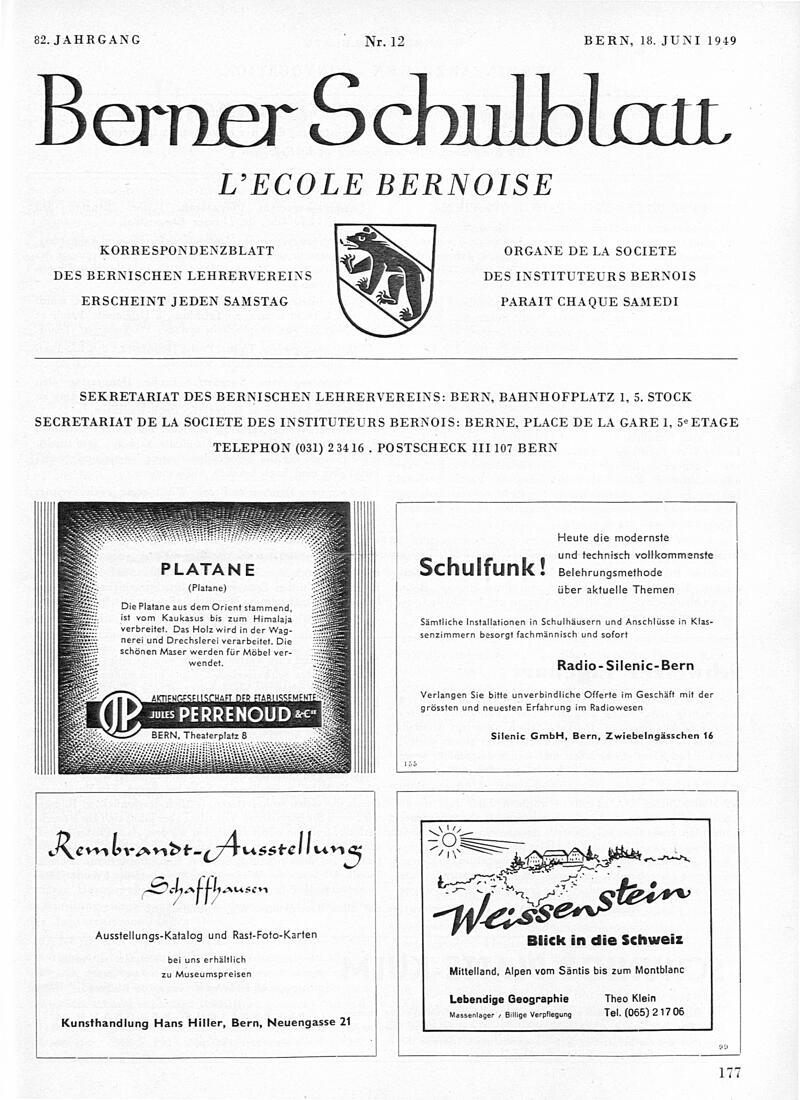 82. JAHRGANG
Nr. 12
BERN, 18. JUNI 1949
Berner Schulblatt
L'ECOLE BERNOISE
KORRESPONDENZBLATT
DES BERNISCHEN LEHRERVEREINS
ERSCHEINT JEDEN SAMSTAG
ORGANE DE LA SOCIETE
DES INSTITUTEURS BERNOIS
PARAIT CHAQUE SAMEDI
SEKRETARIAT DES BERNISCHEN LEHRERVEREINS: BERN, BAHNHOFPLATZ 1, 5. STOCK
SECRETARIAT DE LA SOCIETE DES INSTITUTEURS BERNOIS: BERNE, PLACE DE LA GARE 1, 5e ETAGE
TELEPHON (031) 2 34 16 . POSTSCHECK III 107 BERN
PLATANE
(Platane)
Die Platane aus dem Orient stammend,
ist vom Kaukasus bis zum Himalaja
verbreitet. Das Holz wird in der Wag-
nerei und Drechslerei verarbeitet. Die
schönen Maser werden für Möbel ver-
wendet.
AKTIENGESELLSCHAFT DER ETABLISSEMENTE
JULES PERRENOUD & Cie
BERN, Theaterplatz 8
Schulfunk!
Heute die modernste
und technisch vollkommenste
Belehrungsmethode
über aktuelle Themen
Sämtliche Installationen in Schulhäusern und Anschlüsse in Klas-
senzimmern besorgt fachmännisch und sofort
Radio-Silenic-Bern
Verlangen Sie bitte unverbindliche Offerte im Geschäft mit der
grössten und neuesten Erfahrung im Radiowesen
Silenic GmbH, Bern, Zwiebelngässchen 16
155
Rembrandt-Ausstellung
Schaffhausen
Ausstellungs-Katalog und Rast-Foto-Karten
bei uns erhältlich
zu Museumspreisen
Kunsthandlung Hans Hiller, Bern, Neuengasse 21
Weissenstein
Blick in die Schweiz
Mittelland, Alpen vom Säntis bis zum Montblanc
Lebendige Geographie
Massenlager / Billige Verpflegung
Theo Klein
Tel. (065) 2 17 06
99
177